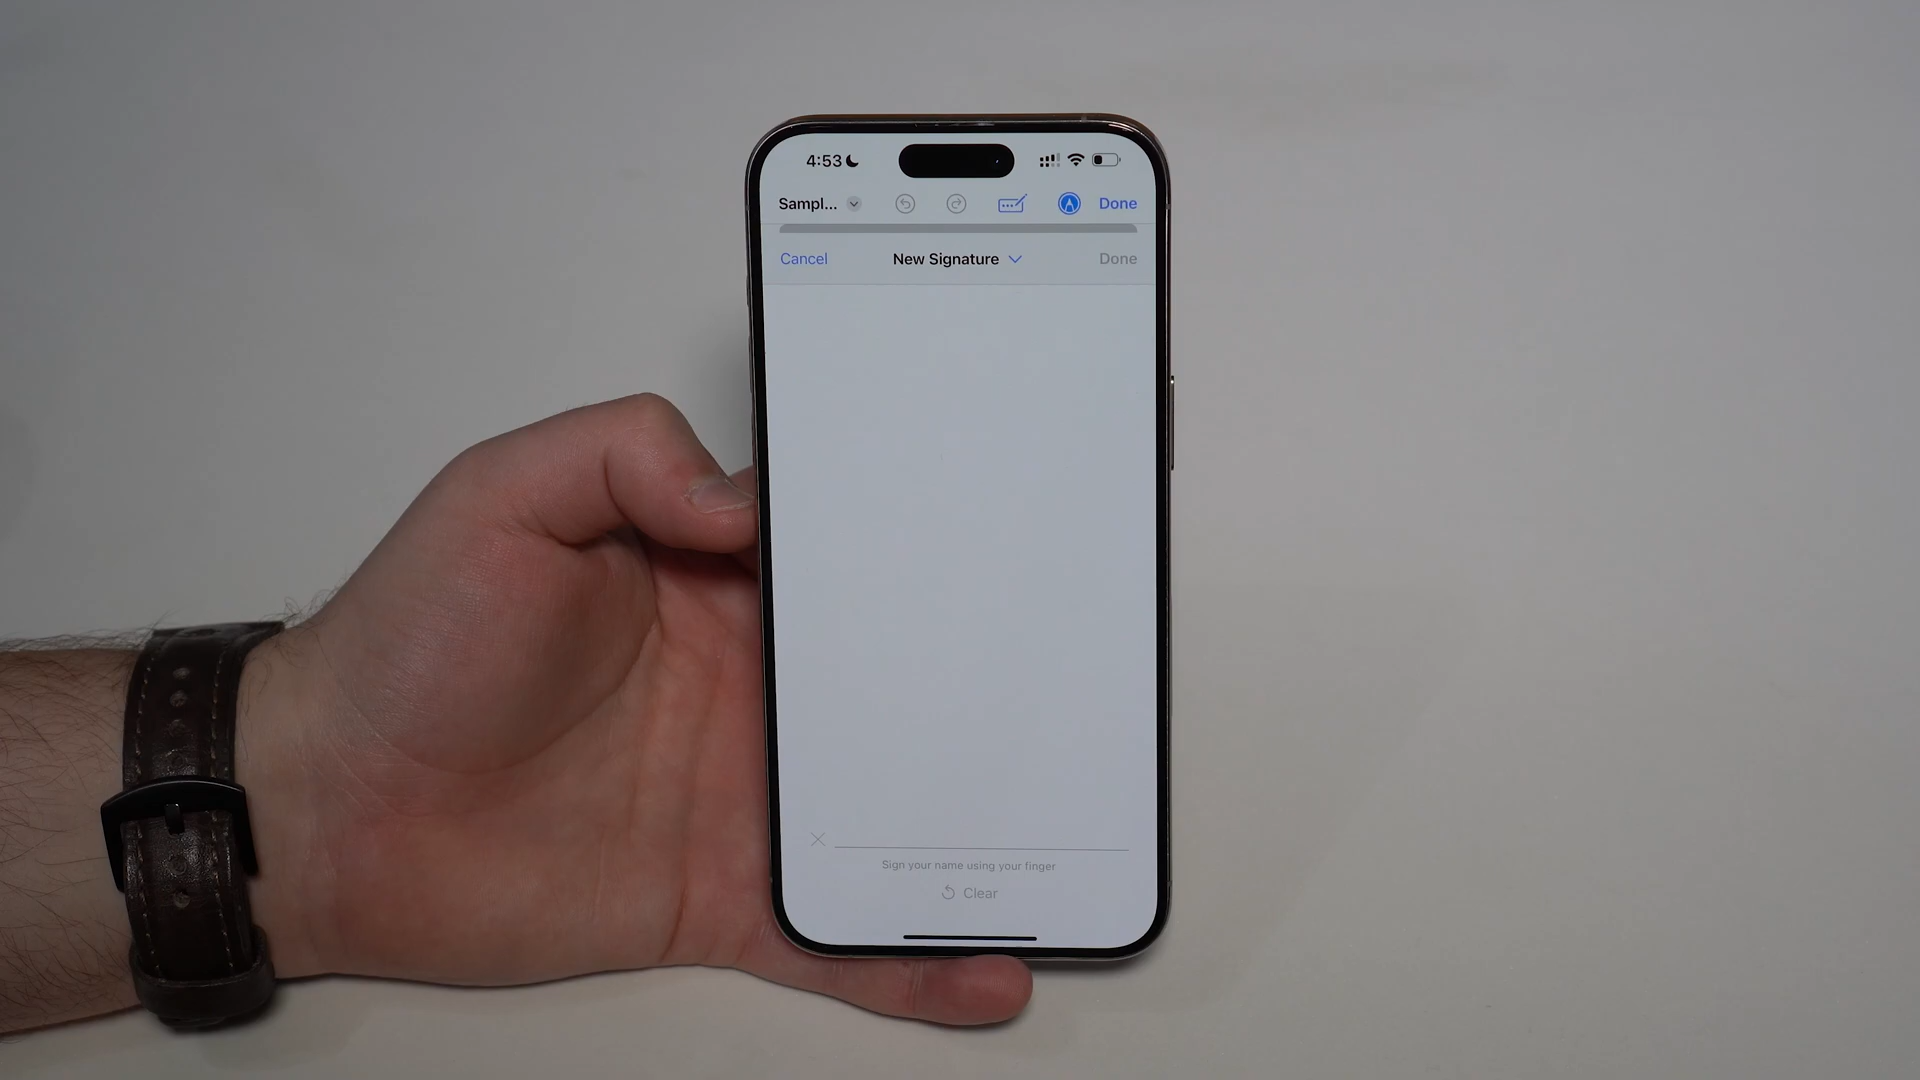 4:53
Sampl... Done
Cancel New Signature Done
Sign your name using your finger
Clear